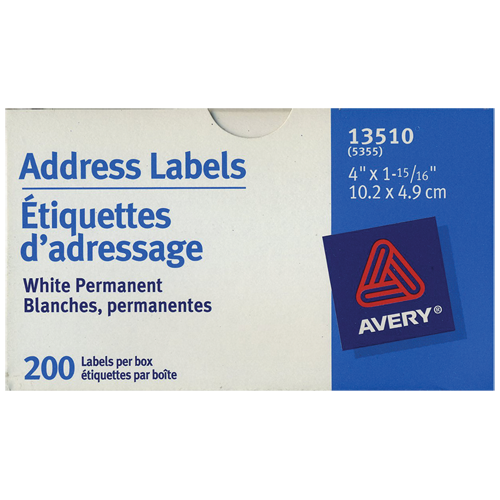 Address Labels
Étiquettes
d'adressage
White Permanent
Blanches, permanentes
200 Labels per box
étiquettes par boîte
13510
(5355)
4" x 1-15/16"
10.2 x 4.9 cm
AVERY®